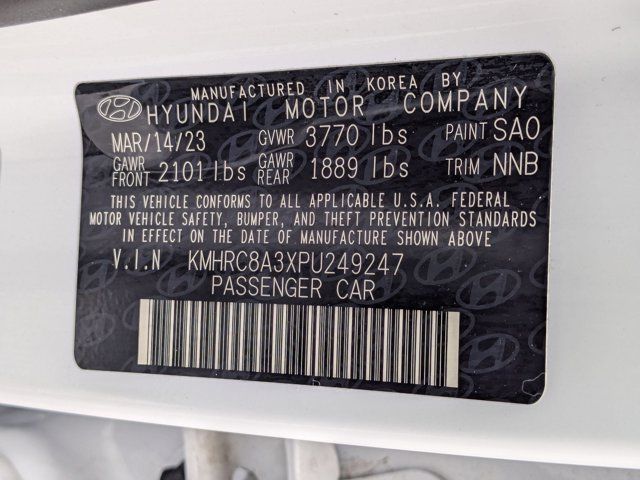 MANUFACTURED IN KOREA BY
HYUNDAI MOTOR COMPANY
MAR/14/23 GVWR 3770 lbs PAINT SAO
GAWR FRONT 2101 lbs GAWR REAR 1889 lbs TRIM NNB
THIS VEHICLE CONFORMS TO ALL APPLICABLE U.S.A. FEDERAL
MOTOR VEHICLE SAFETY, BUMPER, AND THEFT PREVENTION STANDARDS
IN EFFECT ON THE DATE OF MANUFACTURE SHOWN ABOVE.
V.I.N KMHRC8A3XPU249247
PASSENGER CAR